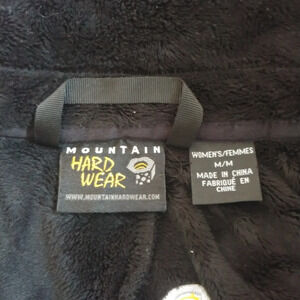 MOUNTAIN
HARD
WEAR
WWW.MOUNTAINHARDWEAR.COM
WOMEN'S/FEMMES
M/M
MADE IN CHINA
FABRIQUÉ EN
CHINE